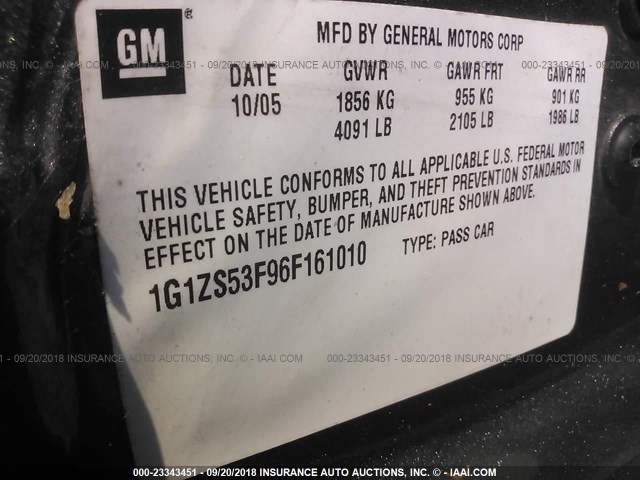 GM
MFD BY GENERAL MOTORS CORP
DATE GVWR GAWR FRT GAWR RR
10/05 1856 KG 955 KG 901 KG
4091 LB 2105 LB 1986 LB
THIS VEHICLE CONFORMS TO ALL APPLICABLE U.S. FEDERAL MOTOR
VEHICLE SAFETY, BUMPER, AND THEFT PREVENTION STANDARDS IN
EFFECT ON THE DATE OF MANUFACTURE SHOWN ABOVE.
1G1ZS53F96F161010 TYPE: PASS CAR
000-23343451 - 09/20/2018 INSURANCE AUTO AUCTIONS, INC. - © IAAI.COM